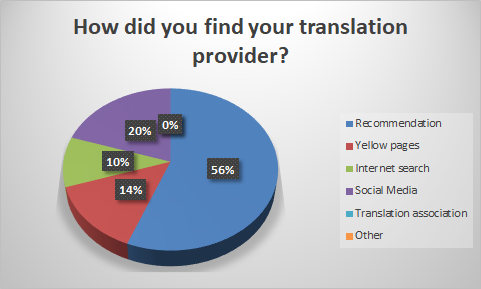 How did you find your translation
provider?
20%
0%
10%
56%
14%
Recommendation
Yellow pages
Internet search
Social Media
Translation association
Other